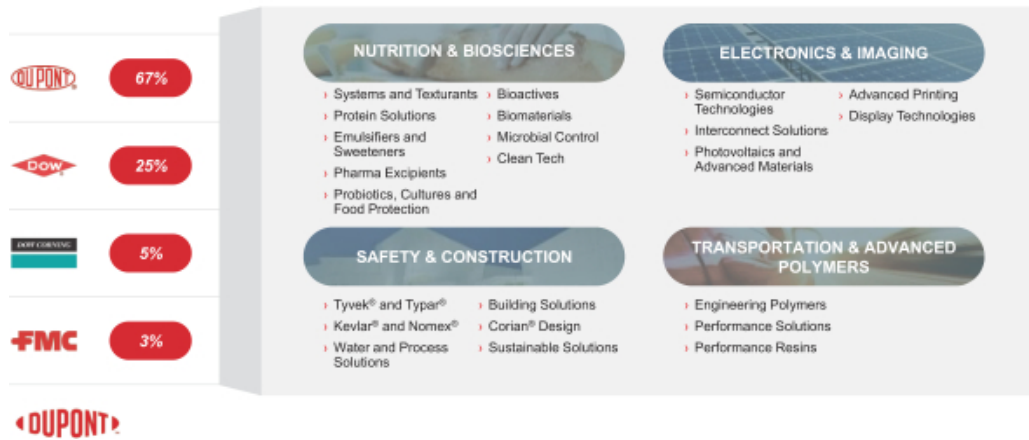 DUPONT
67%
DOW
25%
DOW CORNING
5%
FMC
3%
DUPONT
NUTRITION & BIOSCIENCES
› Systems and Texturants
› Protein Solutions
› Emulsifiers and
Sweeteners
› Pharma Excipients
› Probiotics, Cultures and
Food Protection
› Bioactives
› Biomaterials
› Microbial Control
› Clean Tech
ELECTRONICS & IMAGING
› Semiconductor
Technologies
› Interconnect Solutions
› Photovoltaics and
Advanced Materials
› Advanced Printing
› Display Technologies
SAFETY & CONSTRUCTION
› Tyvek® and Typar®
› Kevlar® and Nomex®
› Water and Process
Solutions
› Building Solutions
› Corian® Design
› Sustainable Solutions
TRANSPORTATION & ADVANCED
POLYMERS
› Engineering Polymers
› Performance Solutions
› Performance Resins